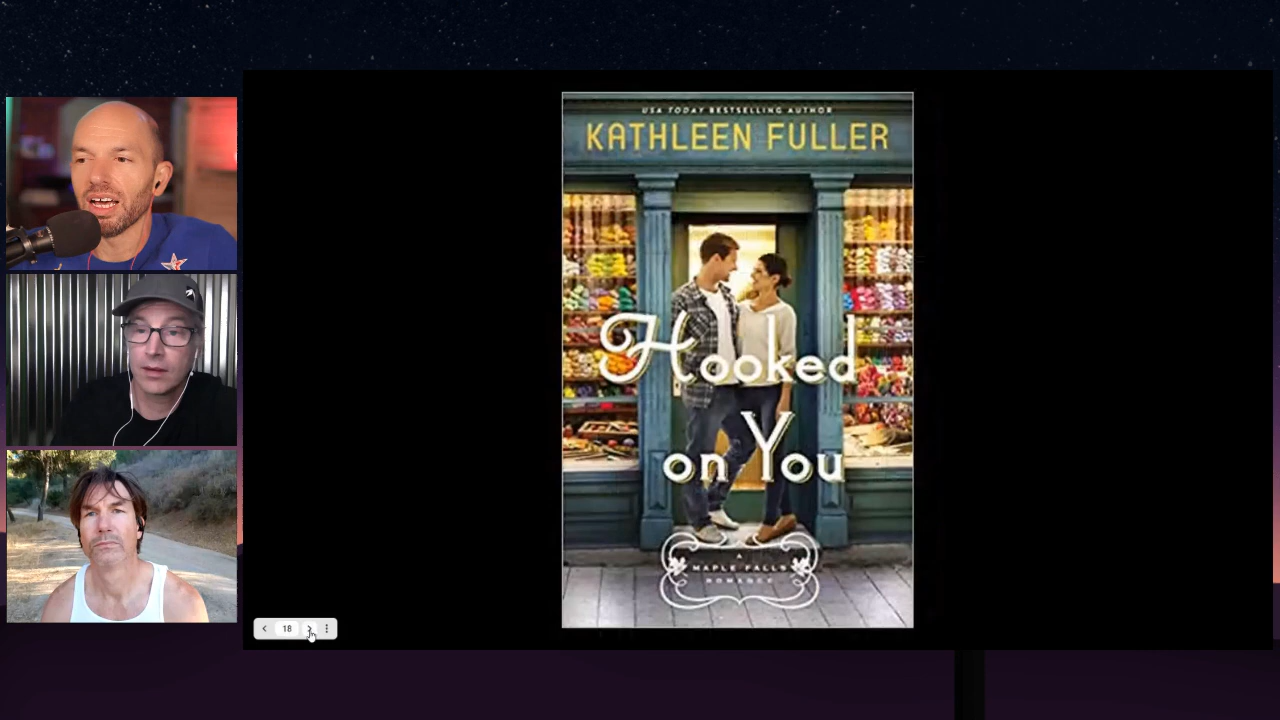 USA TODAY BESTSELLING AUTHOR
KATHLEEN FULLER
Hooked
on You
A
MAPLE FALLS
ROMANCE
18